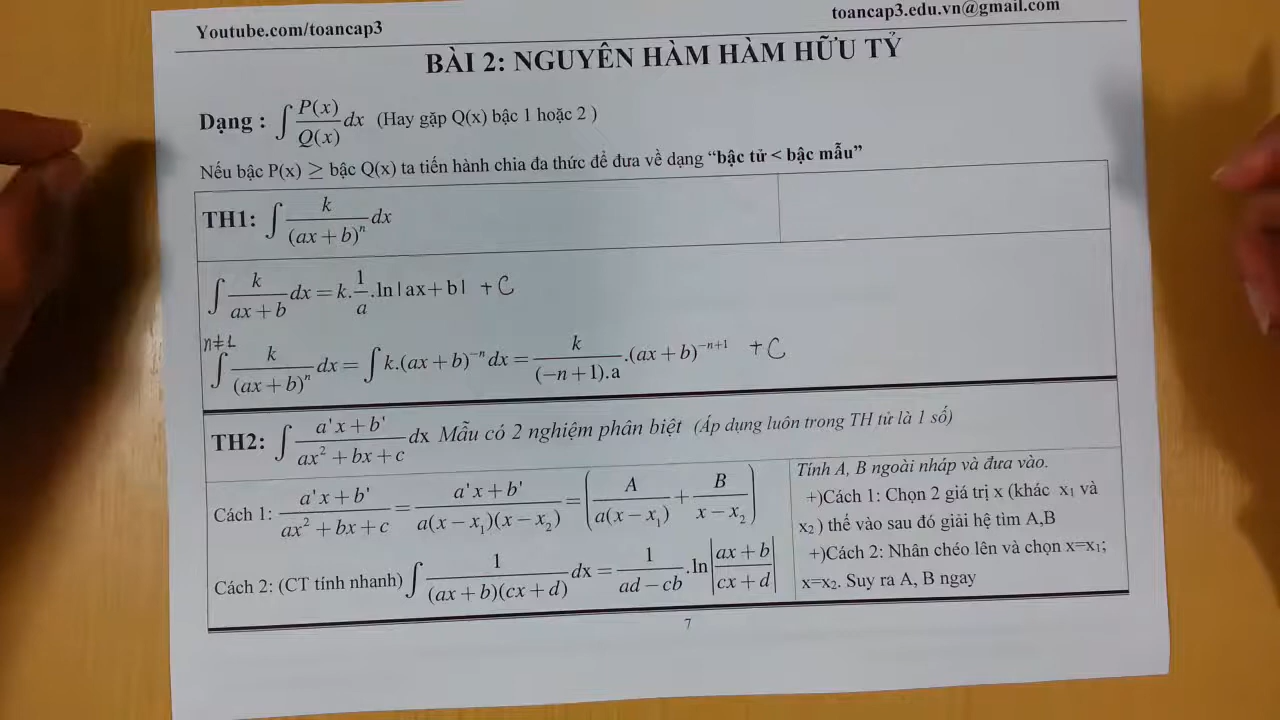 Youtube.com/toancap3
toancap3.edu.vn@gmail.com
BÀI 2: NGUYÊN HÀM HÀM HỮU TỶ
Dạng : ∫ P(x)/Q(x) dx (Hay gặp Q(x) bậc 1 hoặc 2 )
Nếu bậc P(x) ≥ bậc Q(x) ta tiến hành chia đa thức để đưa về dạng “bậc tử < bậc mẫu”
TH1: ∫ k/(ax + b)ⁿ dx
∫ k/(ax + b) dx = k. 1/a .ln|ax + b| + C
n≠1
∫ k/(ax + b)ⁿ dx = ∫ k.(ax + b)⁻ⁿ dx = k/((−n + 1).a) .(ax + b)⁻ⁿ⁺¹ + C
TH2: ∫ (a'x + b')/(ax² + bx + c) dx Mẫu có 2 nghiệm phân biệt (Áp dụng luôn trong TH tử là 1 số)
Cách 1: (a'x + b')/(ax² + bx + c) = (a'x + b')/(a(x − x₁)(x − x₂)) = (A/(a(x − x₁)) + B/(x − x₂))
Cách 2: (CT tính nhanh) ∫ 1/((ax + b)(cx + d)) dx = 1/(ad − cb) .ln|(ax + b)/(cx + d)|
Tính A, B ngoài nháp và đưa vào.
+)Cách 1: Chọn 2 giá trị x (khác x₁ và
x₂ ) thế vào sau đó giải hệ tìm A,B
+)Cách 2: Nhân chéo lên và chọn x=x₁;
x=x₂. Suy ra A, B ngay
7